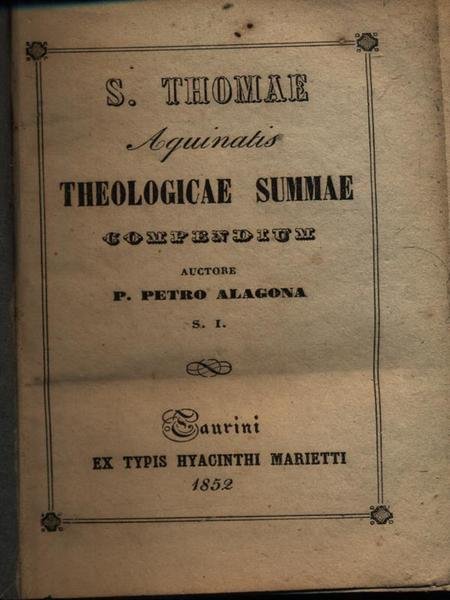 S. THOMAE
Aquinatis
THEOLOGICAE SUMMAE
COMPENDIUM
AUCTORE
P. PETRO ALAGONA
S. I.
Taurini
EX TYPIS HYACINTHI MARIETTI
1852